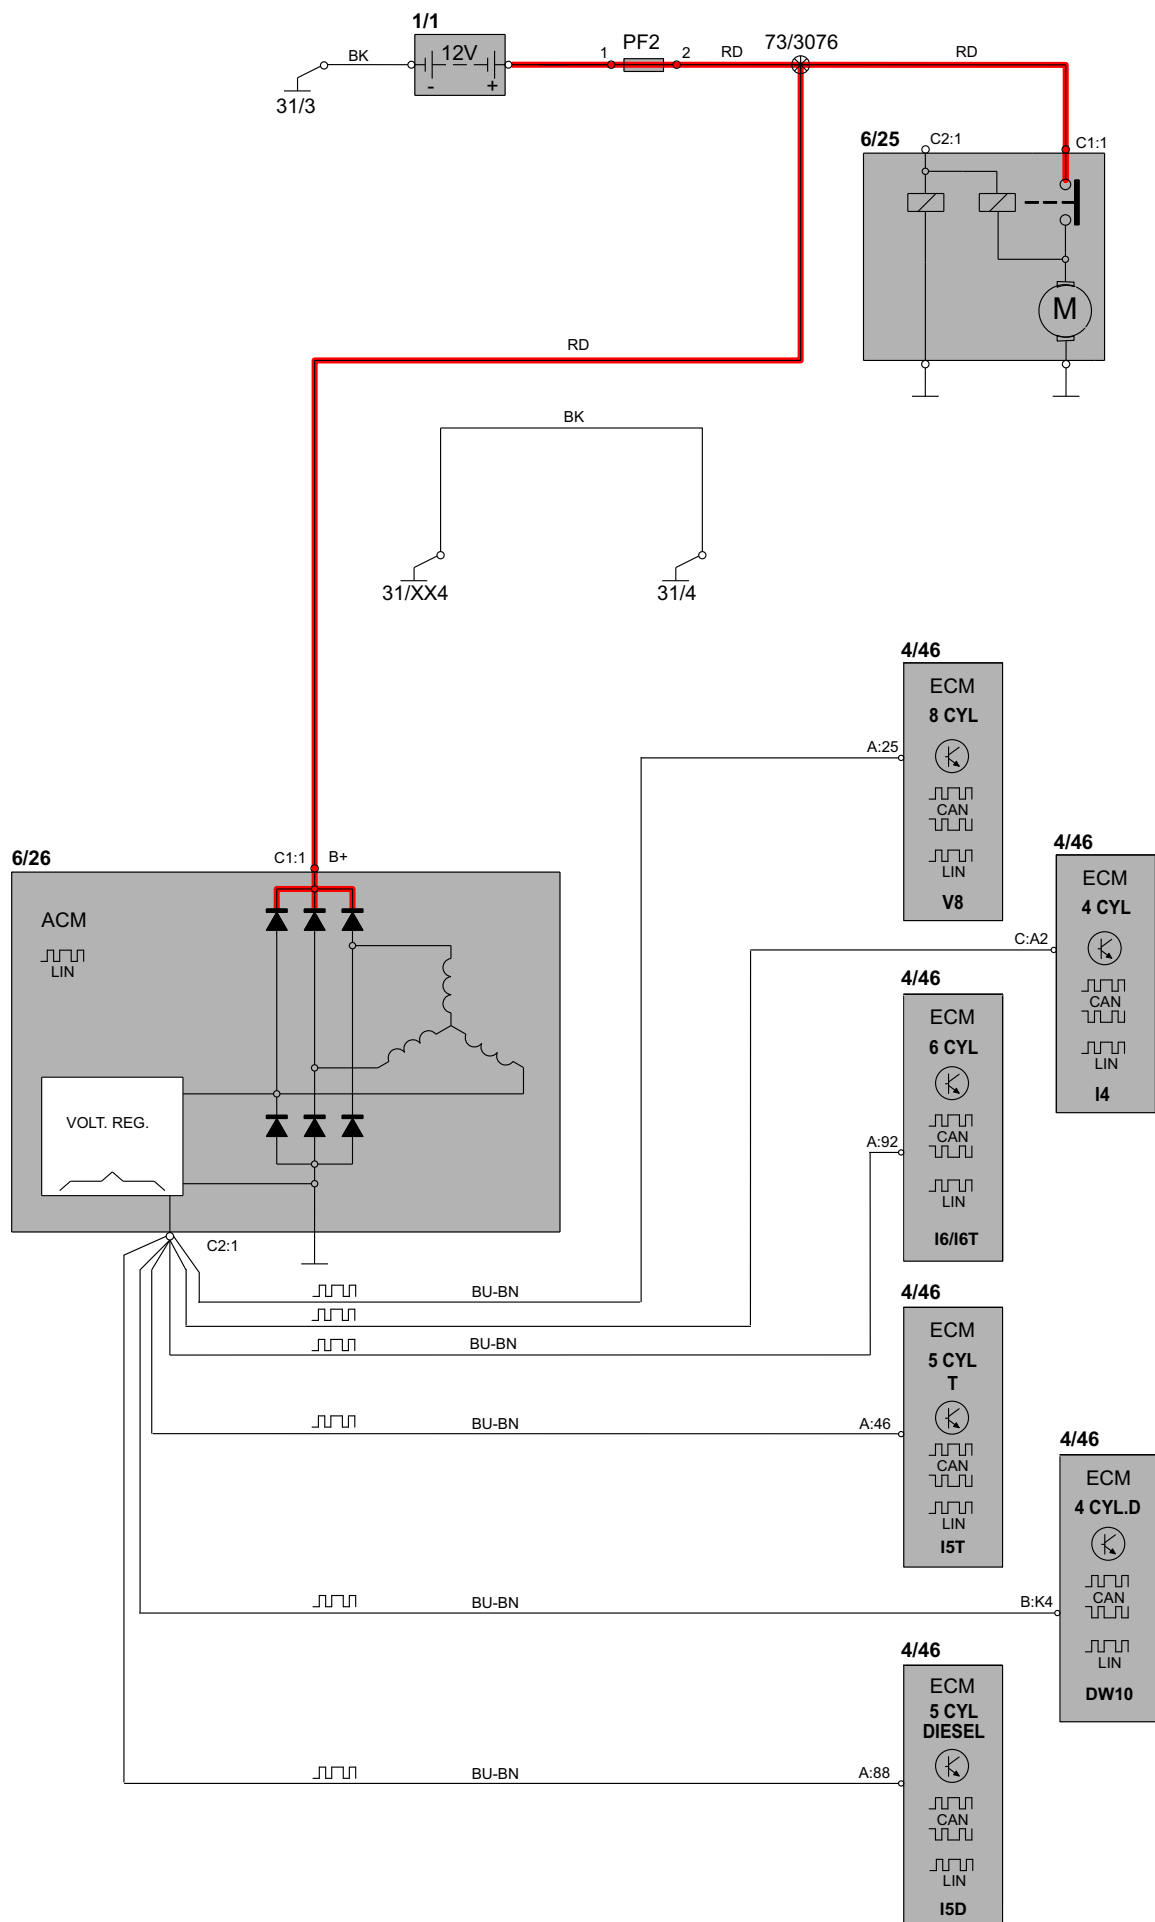 1/1
12V
- +
BK
31/3
1 PF2 2
RD
73/3076
RD
6/25
C2:1
C1:1
M
RD
BK
31/XX4
31/4
4/46
ECM
8 CYL
A:25
CAN
LIN
V8
4/46
ECM
4 CYL
C:A2
CAN
LIN
I4
6/26
C1:1 B+
ACM
LIN
VOLT. REG.
C2:1
4/46
ECM
6 CYL
A:92
CAN
LIN
I6/I6T
BU-BN
BU-BN
4/46
ECM
5 CYL
T
BU-BN
A:46
CAN
LIN
I5T
4/46
ECM
4 CYL.D
BU-BN
B:K4
CAN
LIN
DW10
4/46
ECM
5 CYL
DIESEL
BU-BN
A:88
CAN
LIN
I5D